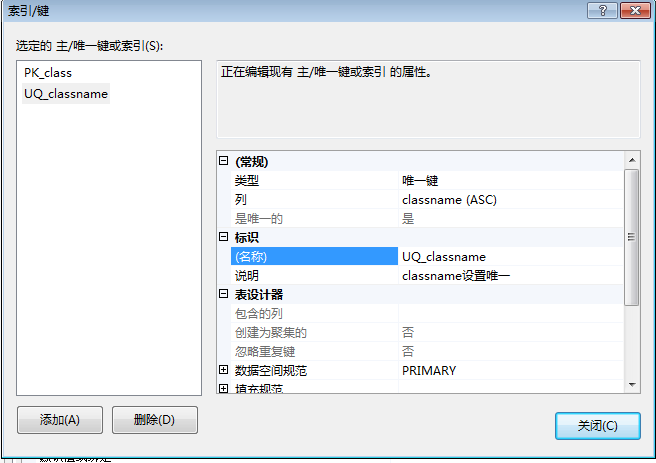 索引/键
选定的 主/唯一键或索引(S):
PK_class
UQ_classname
正在编辑现有 主/唯一键或索引 的属性。
(常规)
类型 唯一键
列 classname (ASC)
是唯一的 是
标识
(名称) UQ_classname
说明 classname设置唯一
表设计器
包含的列
创建为聚集的 否
忽略重复键 否
数据空间规范 PRIMARY
填充规范
添加(A) 删除(D)
关闭(C)